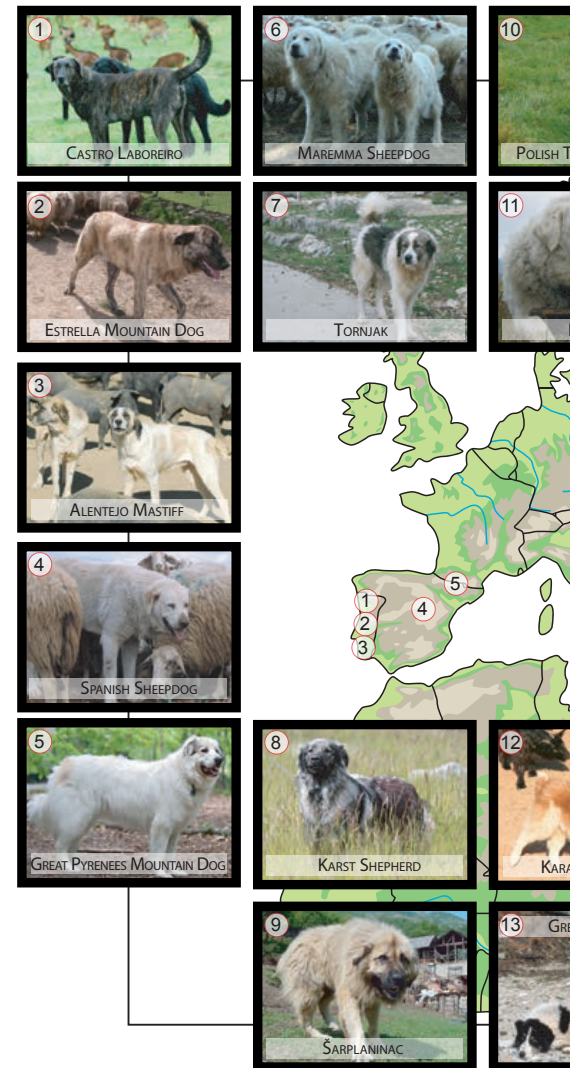 1
CASTRO LABOREIRO
6
MAREMMA SHEEPDOG
10
POLISH
2
ESTRELLA MOUNTAIN DOG
7
TORNJAK
11
3
ALENTEJO MASTIFF
4
SPANISH SHEEPDOG
5
1
4
2
3
5
GREAT PYRENEES MOUNTAIN DOG
8
KARST SHEPHERD
12
9
ŠARPLANINAC
13